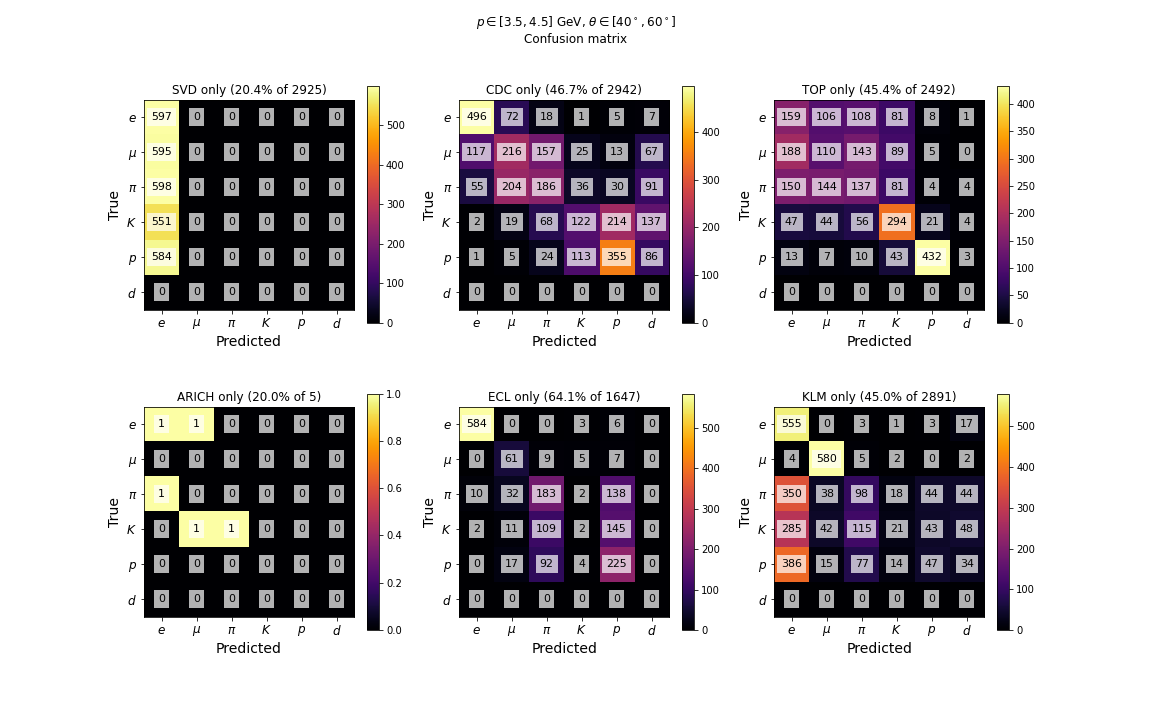 p ∈ [3.5, 4.5] GeV, θ ∈ [40°, 60°]
Confusion matrix
SVD only (20.4% of 2925)
True
e 597 0 0 0 0 0
μ 595 0 0 0 0 0
π 598 0 0 0 0 0
K 551 0 0 0 0 0
p 584 0 0 0 0 0
d 0 0 0 0 0 0
e μ π K p d
Predicted
500
400
300
200
100
0
CDC only (46.7% of 2942)
True
e 496 72 18 1 5 7
μ 117 216 157 25 13 67
π 55 204 186 36 30 91
K 2 19 68 122 214 137
p 1 5 24 113 355 86
d 0 0 0 0 0 0
e μ π K p d
Predicted
400
300
200
100
0
TOP only (45.4% of 2492)
True
e 159 106 108 81 8 1
μ 188 110 143 89 5 0
π 150 144 137 81 4 4
K 47 44 56 294 21 4
p 13 7 10 43 432 3
d 0 0 0 0 0 0
e μ π K p d
Predicted
400
350
300
250
200
150
100
50
0
ARICH only (20.0% of 5)
True
e 1 1 0 0 0 0
μ 0 0 0 0 0 0
π 1 0 0 0 0 0
K 0 1 1 0 0 0
p 0 0 0 0 0 0
d 0 0 0 0 0 0
e μ π K p d
Predicted
1.0
0.8
0.6
0.4
0.2
0.0
ECL only (64.1% of 1647)
True
e 584 0 0 3 6 0
μ 0 61 9 5 7 0
π 10 32 183 2 138 0
K 2 11 109 2 145 0
p 0 17 92 4 225 0
d 0 0 0 0 0 0
e μ π K p d
Predicted
500
400
300
200
100
0
KLM only (45.0% of 2891)
True
e 555 0 3 1 3 17
μ 4 580 5 2 0 2
π 350 38 98 18 44 44
K 285 42 115 21 43 48
p 386 15 77 14 47 34
d 0 0 0 0 0 0
e μ π K p d
Predicted
500
400
300
200
100
0